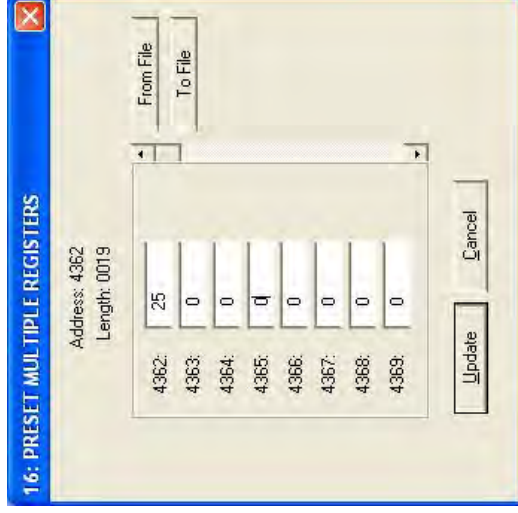 16: PRESET MULTIPLE REGISTERS
Address: 4362
Length: 0019
4362: 25
4363: 0
4364: 0
4365: 0
4366: 0
4367: 0
4368: 0
4369: 0
From File
To File
Update
Cancel